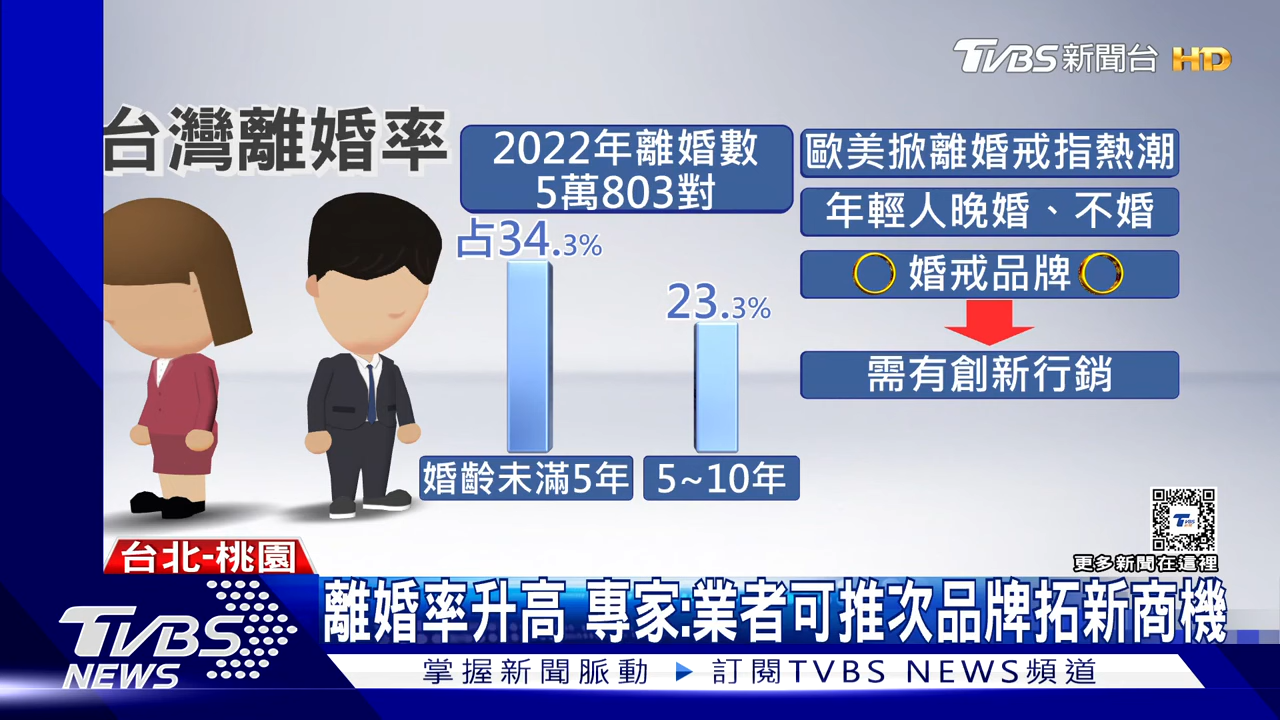 TVBS新聞台 HD
台灣離婚率
2022年離婚數
5萬803對
占34.3%
23.3%
婚齡未滿5年
5~10年
歐美掀離婚戒指熱潮
年輕人晚婚、不婚
婚戒品牌
需有創新行銷
TVBS
更多新聞在這裡
台北-桃園
離婚率升高 專家:業者可推次品牌拓新商機
TVBS
NEWS
掌握新聞脈動 ▶ 訂閱TVBS NEWS頻道